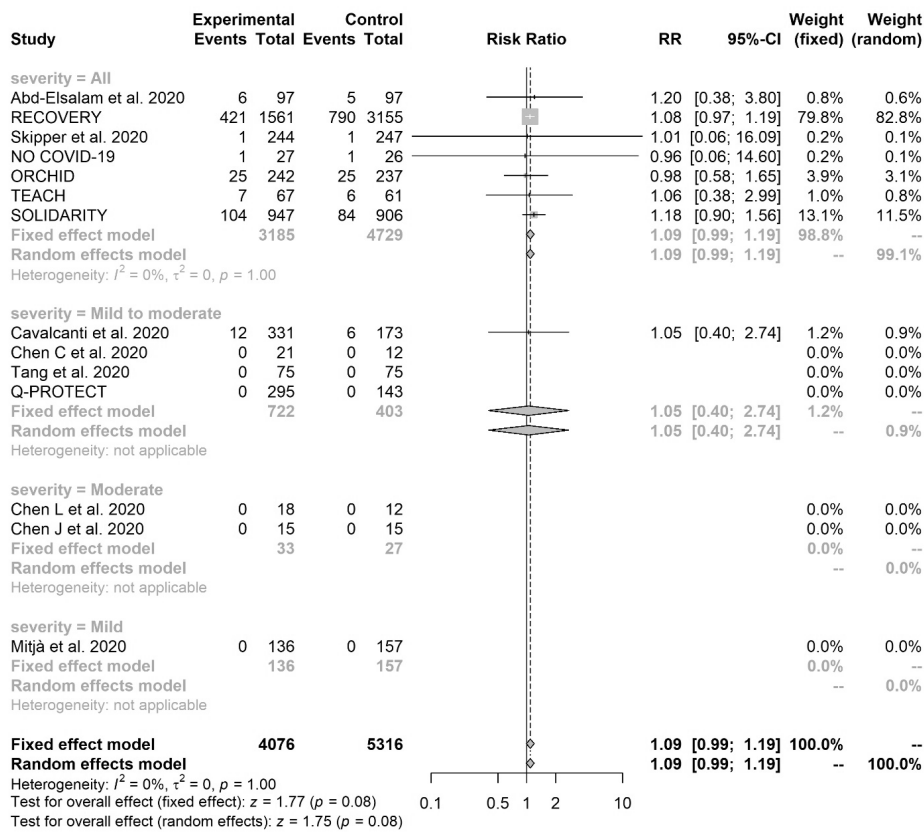 Experimental Control Weight Weight
Study Events Total Events Total Risk Ratio RR 95%-CI (fixed) (random)
severity = All
Abd-Elsalam et al. 2020 6 97 5 97 1.20 [0.38; 3.80] 0.8% 0.6%
RECOVERY 421 1561 790 3155 1.08 [0.97; 1.19] 79.8% 82.8%
Skipper et al. 2020 1 244 1 247 1.01 [0.06; 16.09] 0.2% 0.1%
NO COVID-19 1 27 1 26 0.96 [0.06; 14.60] 0.2% 0.1%
ORCHID 25 242 25 237 0.98 [0.58; 1.65] 3.9% 3.1%
TEACH 7 67 6 61 1.06 [0.38; 2.99] 1.0% 0.8%
SOLIDARITY 104 947 84 906 1.18 [0.90; 1.56] 13.1% 11.5%
Fixed effect model 3185 4729 1.09 [0.99; 1.19] 98.8% --
Random effects model 1.09 [0.99; 1.19] -- 99.1%
Heterogeneity: I² = 0%, τ² = 0, p = 1.00
severity = Mild to moderate
Cavalcanti et al. 2020 12 331 6 173 1.05 [0.40; 2.74] 1.2% 0.9%
Chen C et al. 2020 0 21 0 12 0.0% 0.0%
Tang et al. 2020 0 75 0 75 0.0% 0.0%
Q-PROTECT 0 295 0 143 0.0% 0.0%
Fixed effect model 722 403 1.05 [0.40; 2.74] 1.2% --
Random effects model 1.05 [0.40; 2.74] -- 0.9%
Heterogeneity: not applicable
severity = Moderate
Chen L et al. 2020 0 18 0 12 0.0% 0.0%
Chen J et al. 2020 0 15 0 15 0.0% 0.0%
Fixed effect model 33 27 0.0% --
Random effects model -- 0.0%
Heterogeneity: not applicable
severity = Mild
Mitjà et al. 2020 0 136 0 157 0.0% 0.0%
Fixed effect model 136 157 0.0% --
Random effects model -- 0.0%
Heterogeneity: not applicable
Fixed effect model 4076 5316 1.09 [0.99; 1.19] 100.0% --
Random effects model 1.09 [0.99; 1.19] -- 100.0%
Heterogeneity: I² = 0%, τ² = 0, p = 1.00
Test for overall effect (fixed effect): z = 1.77 (p = 0.08)
Test for overall effect (random effects): z = 1.75 (p = 0.08)
0.1 0.5 1 2 10